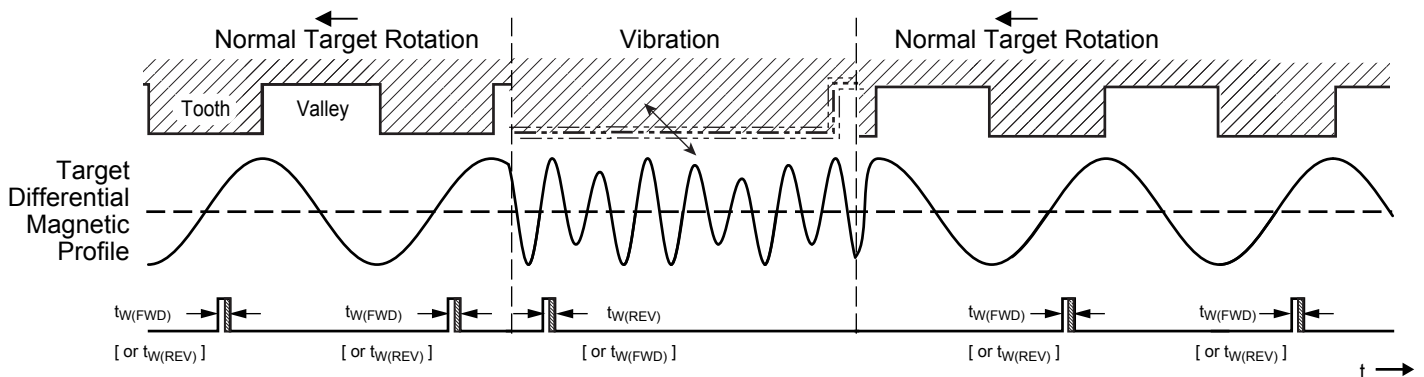 Normal Target Rotation
Vibration
Normal Target Rotation
Tooth
Valley
Target
Differential
Magnetic
Profile
tW(FWD)
tW(FWD)
tW(REV)
tW(FWD)
tW(FWD)
[ or tW(REV) ]
[ or tW(REV) ]
[ or tW(FWD) ]
[ or tW(REV) ]
[ or tW(REV) ]
t